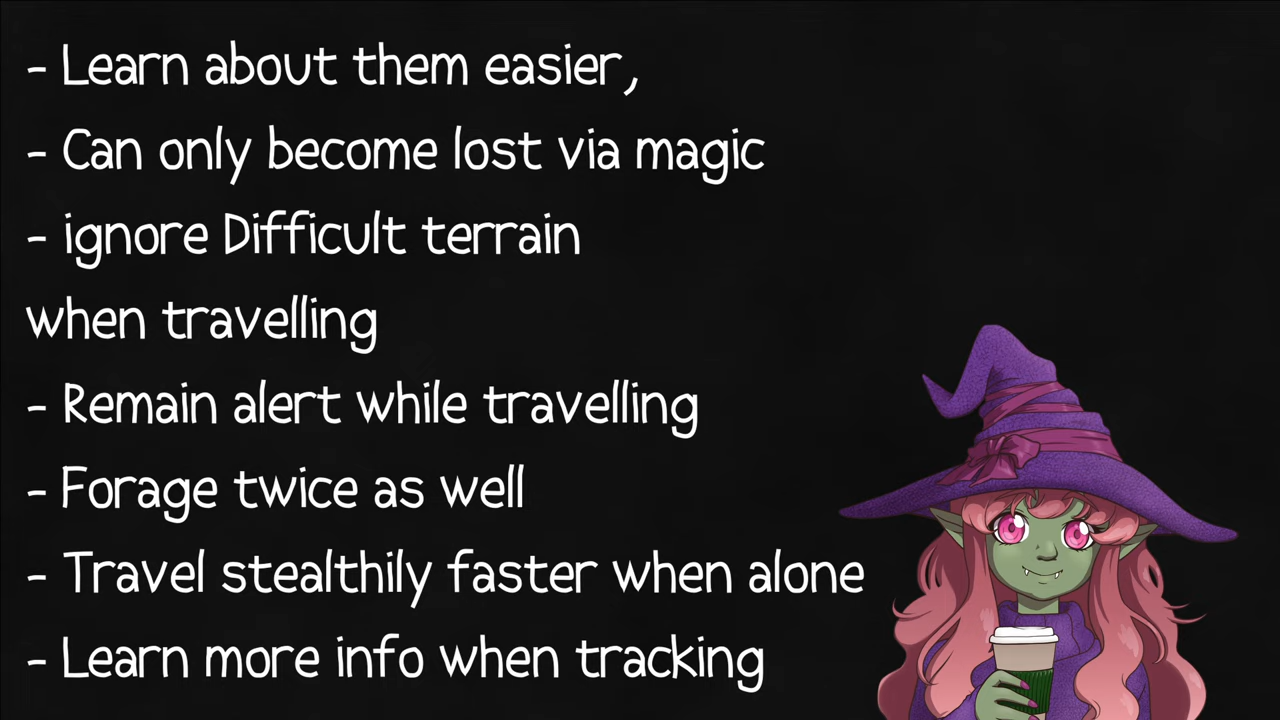 - Learn about them easier,
- Can only become lost via magic
- ignore Difficult terrain
when travelling
- Remain alert while travelling
- Forage twice as well
- Travel stealthily faster when alone
- Learn more info when tracking